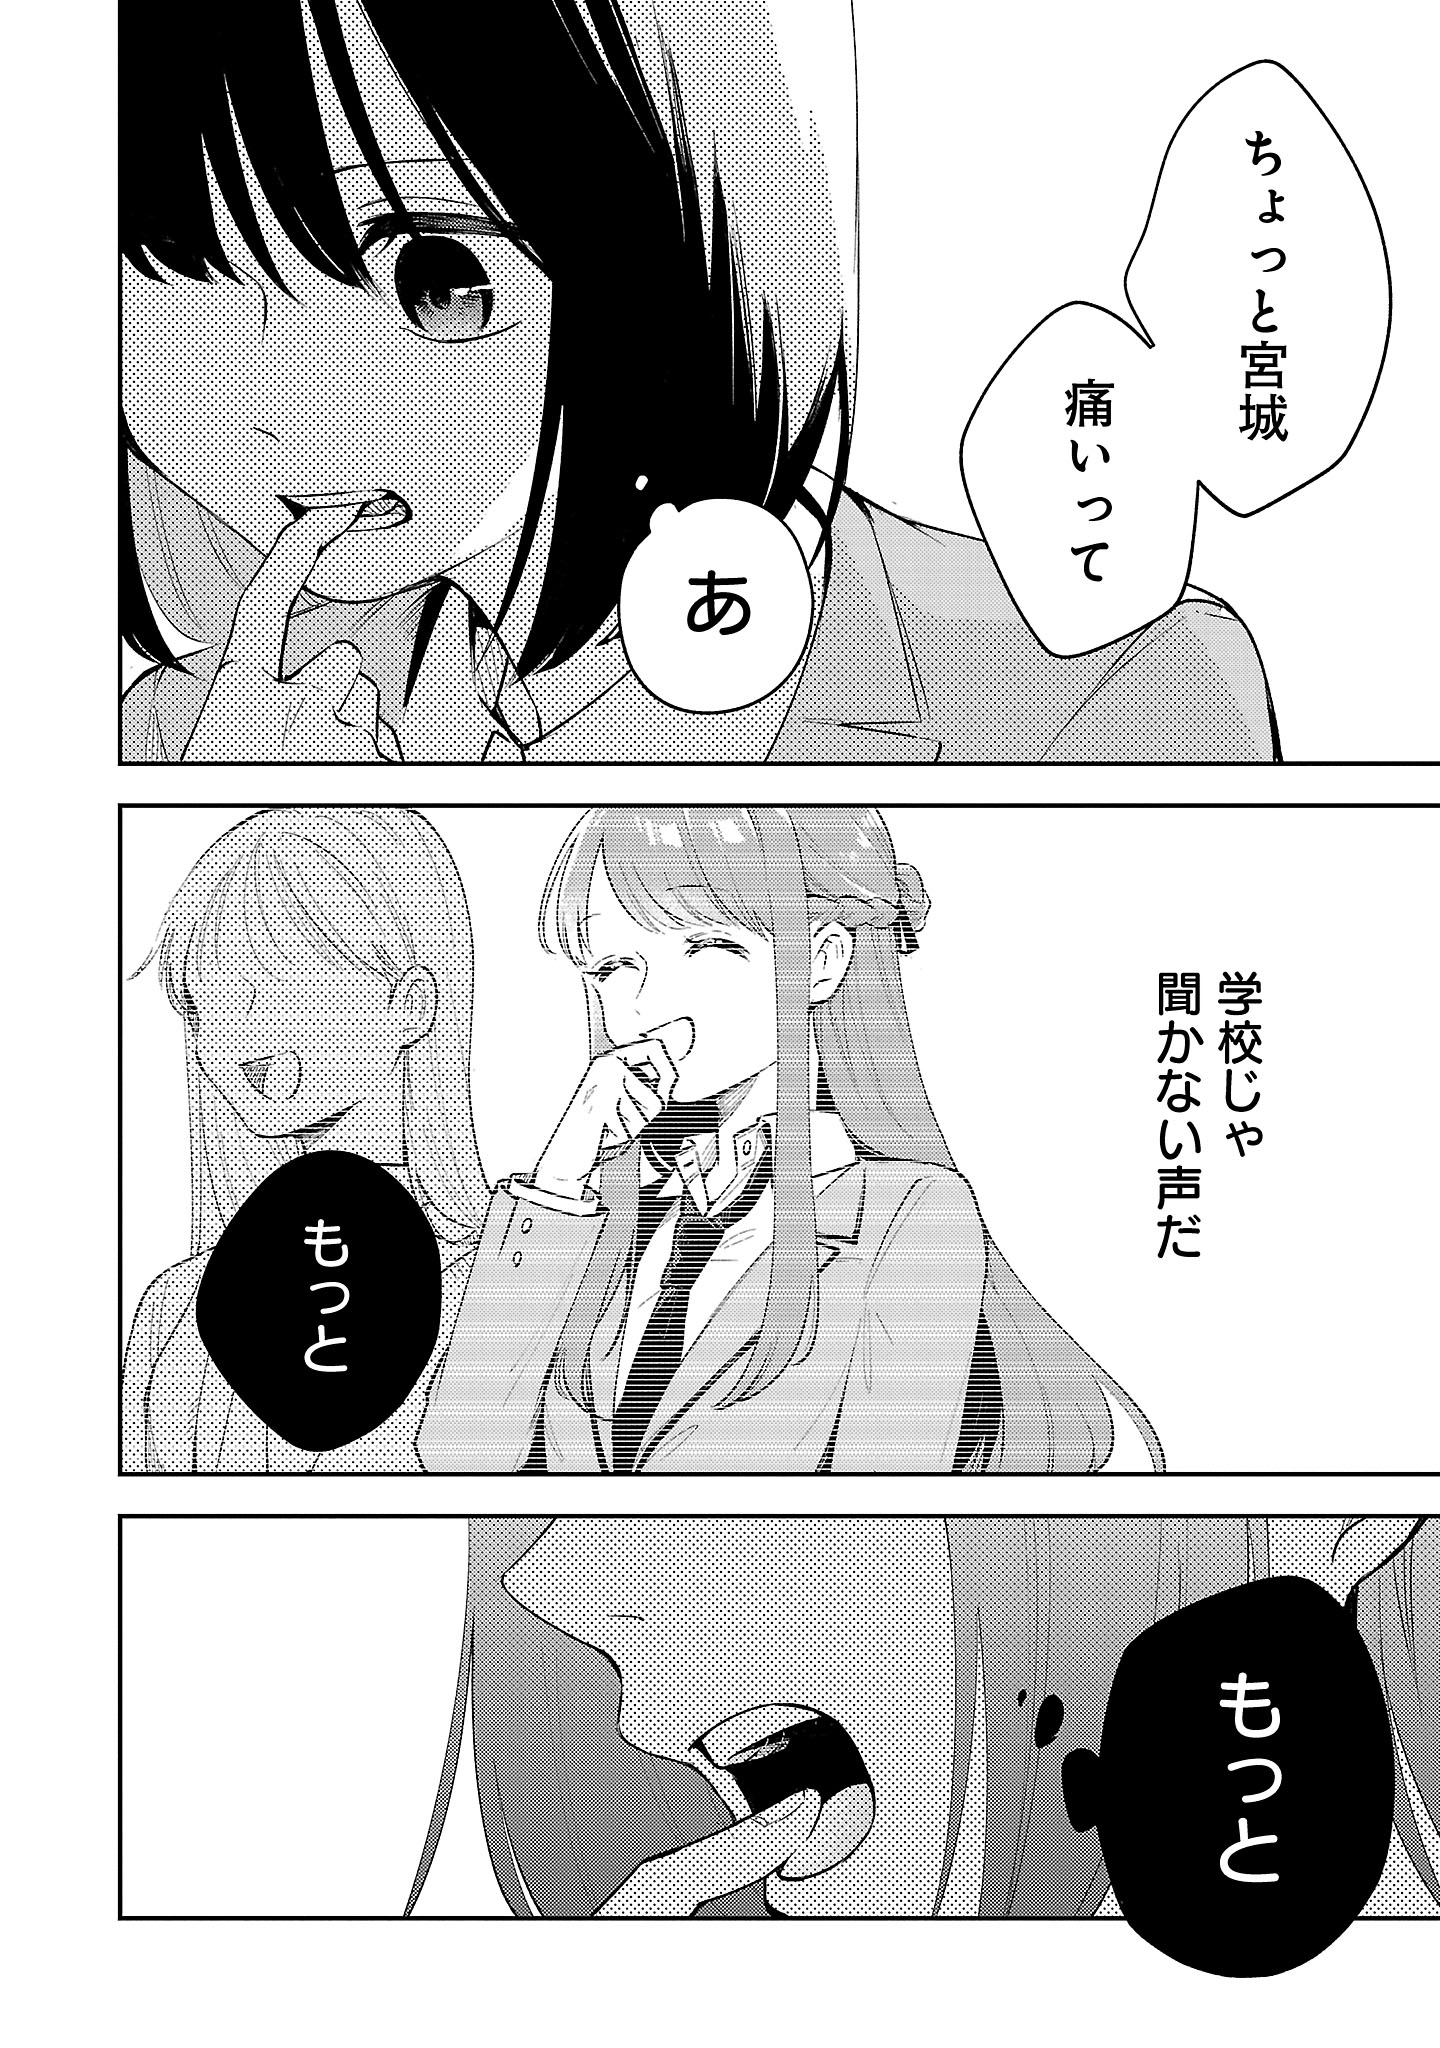 ちょっと宮城
痛いって
あ
学校じゃ
聞かない声だ
もっと
もっと